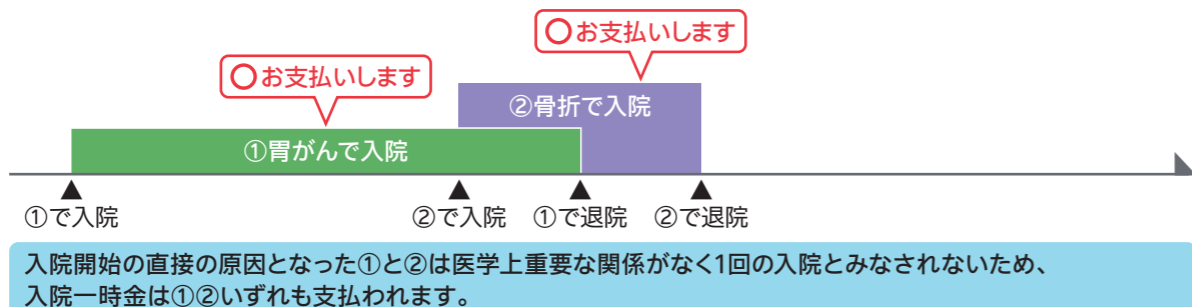 〇お支払いします
〇お支払いします
②骨折で入院
①胃がんで入院
▲ ▲ ▲ ▲
①で入院 ②で入院 ①で退院 ②で退院
入院開始の直接の原因となった①と②は医学上重要な関係がなく1回の入院とみなされないため、
入院一時金は①②いずれも支払われます。